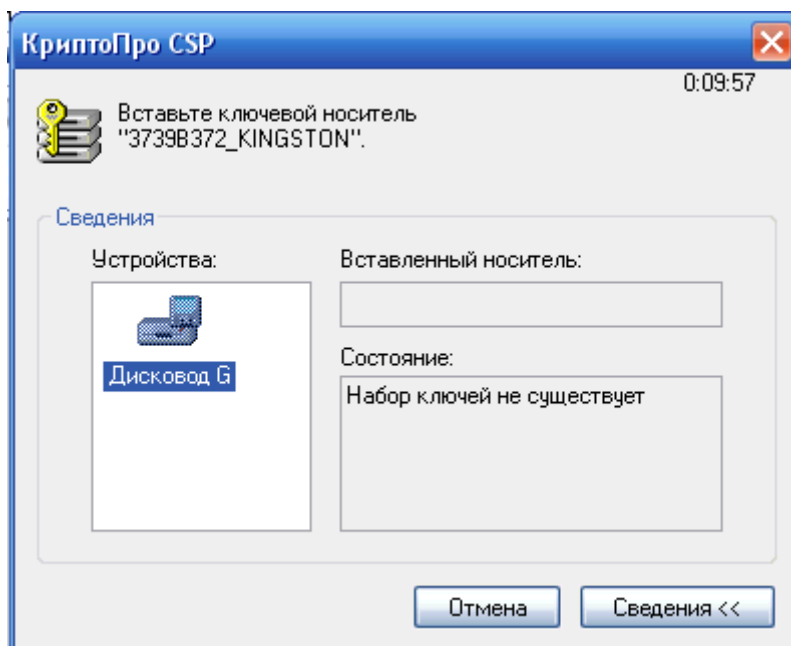 КриптоПро CSP
0:09:57
Вставьте ключевой носитель
"3739B372_KINGSTON".
Сведения
Устройства:
Вставленный носитель:
Дисковод G
Состояние:
Набор ключей не существует
Отмена
Сведения <<